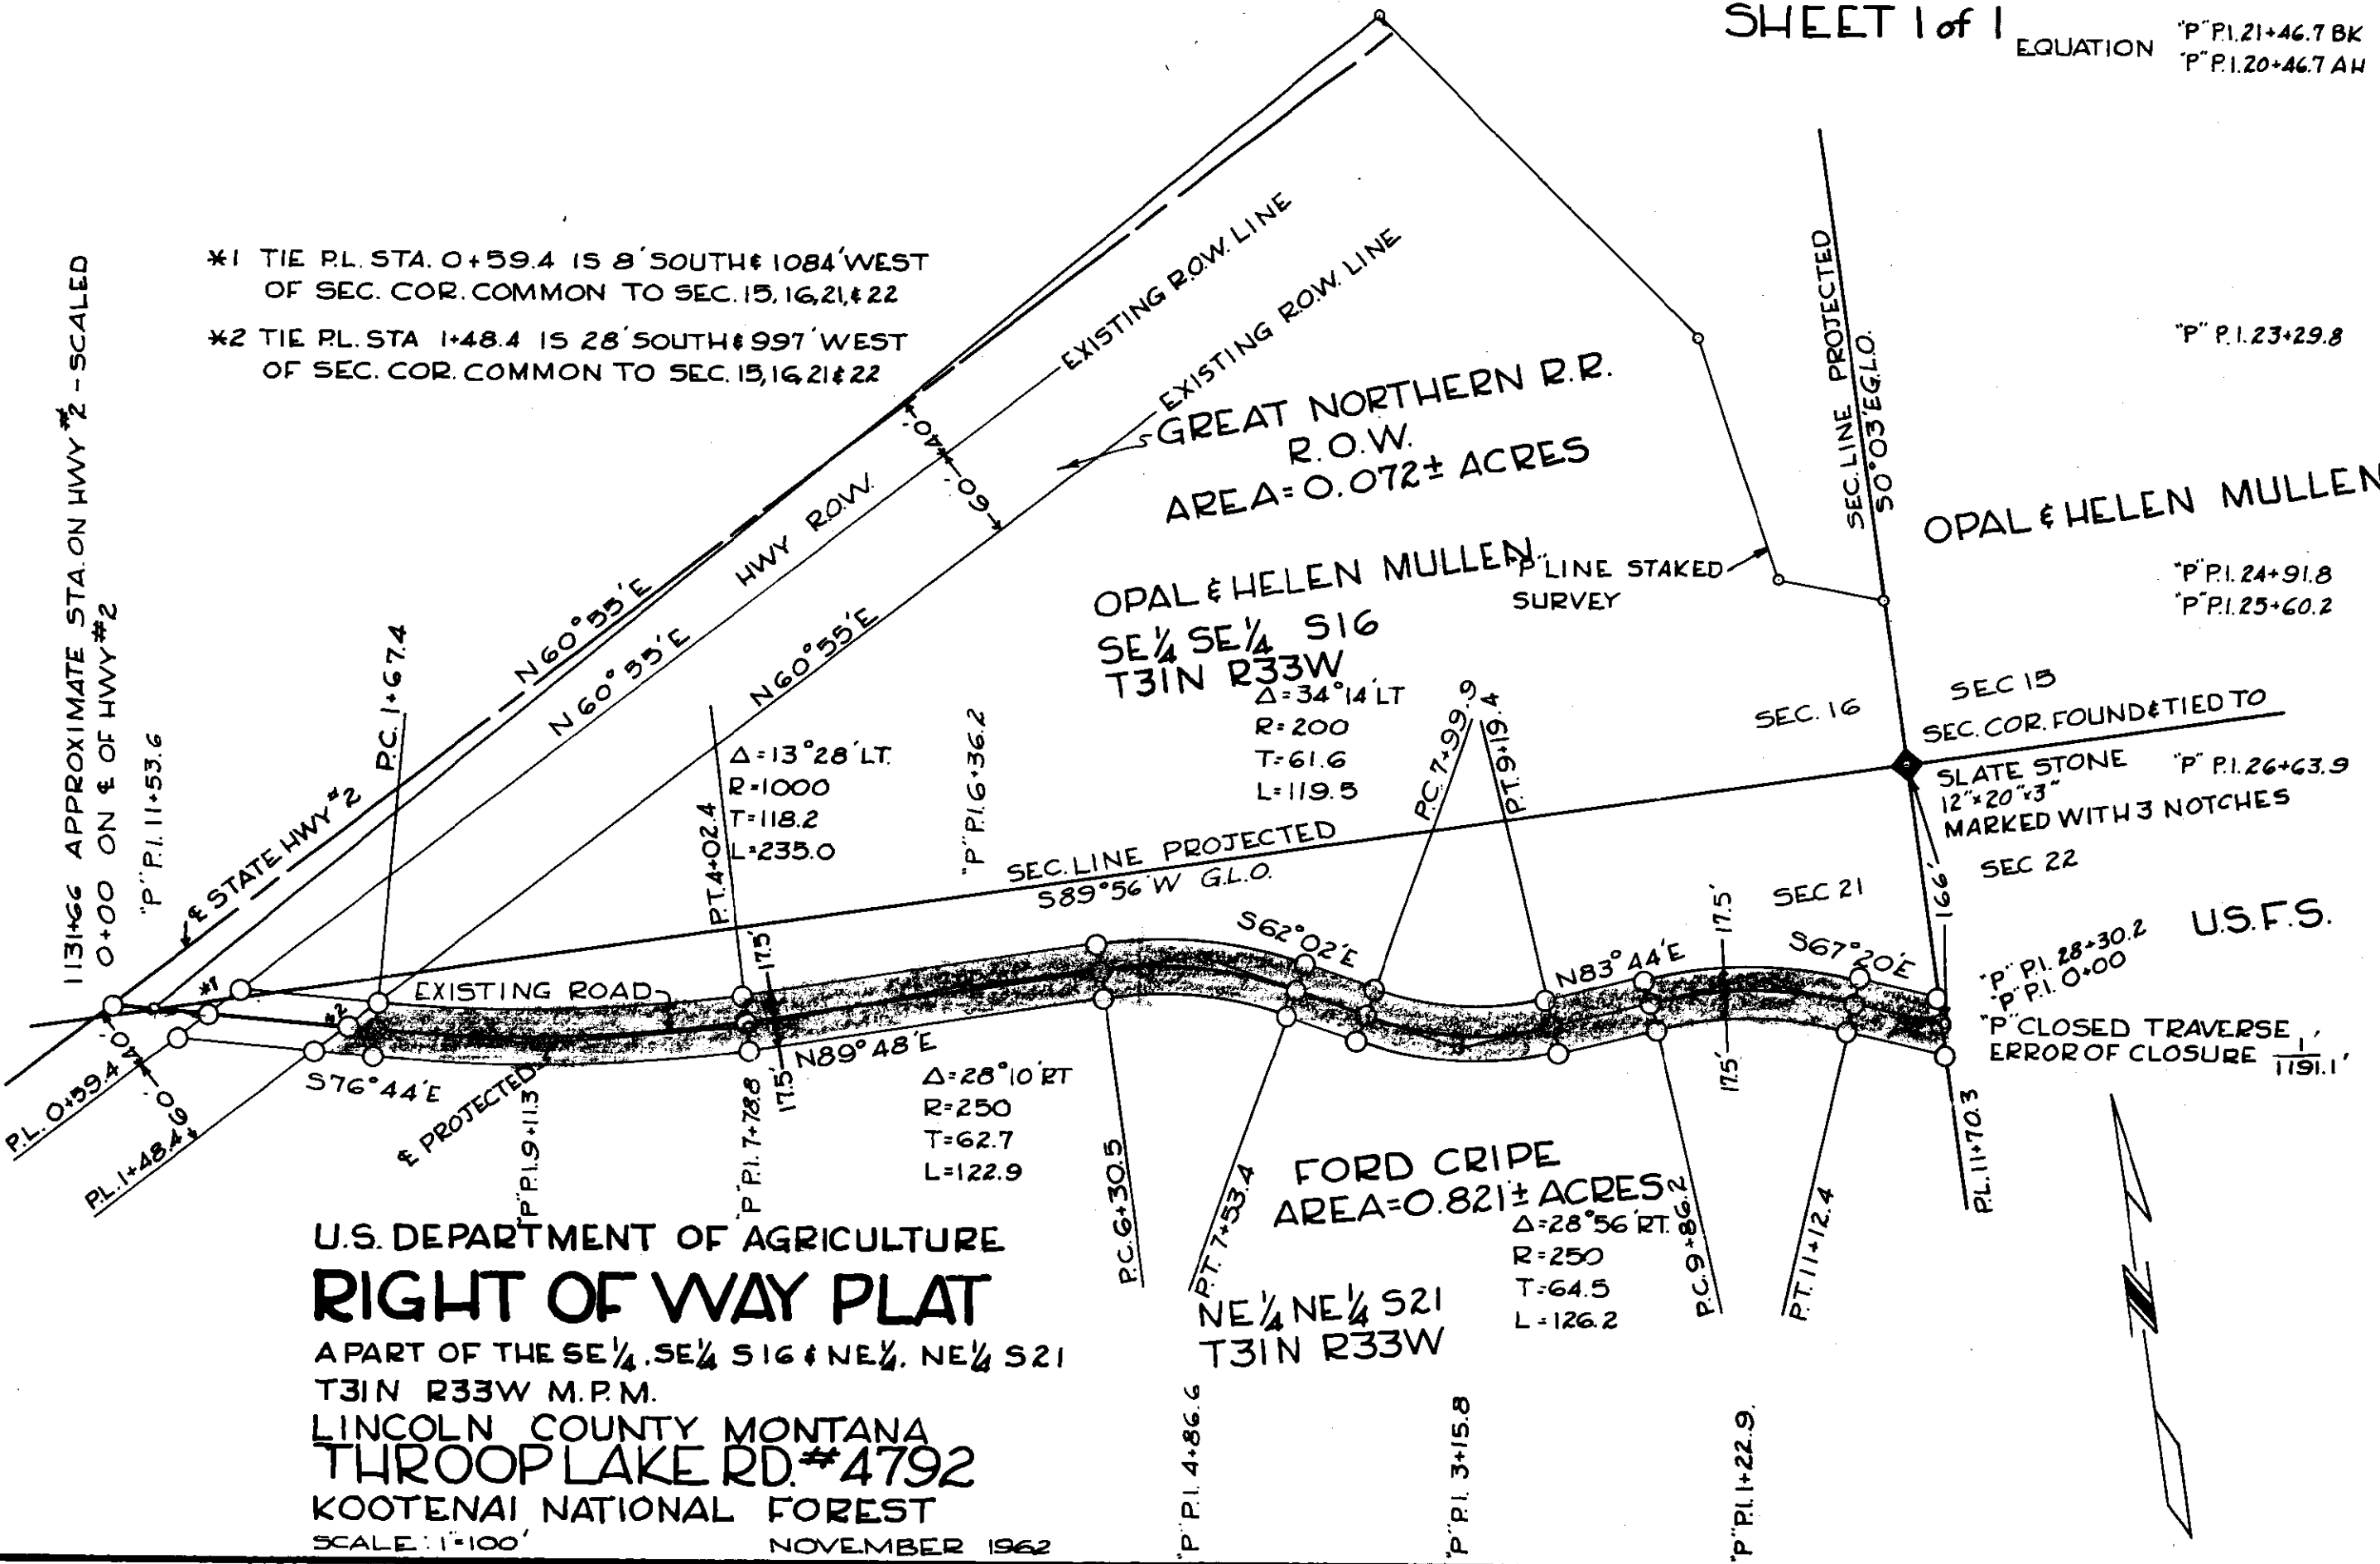 SHEET 1 of 1
EQUATION
"P" P.I. 21+46.7 BK
"P" P.I. 20+46.7 AH
*1 TIE P.L. STA. 0+59.4 IS 8' SOUTH & 1084' WEST
OF SEC. COR. COMMON TO SEC. 15, 16, 21, & 22
*2 TIE P.L. STA 1+48.4 IS 28' SOUTH & 997' WEST
OF SEC. COR. COMMON TO SEC. 15, 16, 21 & 22
1131+66 APPROXIMATE STA. ON HWY #2 - SCALED
0+00 ON ℄ OF HWY #2
"P" P.I. 11+53.6
EXISTING R.O.W. LINE
EXISTING R.O.W. LINE
GREAT NORTHERN R.R.
R.O.W.
AREA = 0.072± ACRES
40'
60'
HWY R.O.W.
SEC. LINE PROJECTED
S0°03'E G.L.O.
"P" P.I. 23+29.8
OPAL & HELEN MULLEN
"P" P.I. 24+91.8
"P" P.I. 25+60.2
OPAL & HELEN MULLEN
SE¼ SE¼ S16
T31N R33W
"P" LINE STAKED
SURVEY
N60°55'E
N60°55'E
N60°55'E
℄ STATE HWY #2
P.C. 1+67.4
P.T. 4+02.4
Δ=13°28' LT.
R=1000
T=118.2
L=235.0
"P" P.I. 6+36.2
Δ=34°14' LT
R=200
T=61.6
L=119.5
P.C. 7+99.9
P.T. 9+19.4
SEC. 16
SEC 15
SEC. COR. FOUND & TIED TO
SLATE STONE
12"x20"x3"
MARKED WITH 3 NOTCHES
"P" P.I. 26+63.9
SEC. LINE PROJECTED
S89°56'W G.L.O.
SEC 21
SEC 22
166'
U.S.F.S.
"P" P.I. 28+30.2
"P" P.I. 0+00
"P" CLOSED TRAVERSE
ERROR OF CLOSURE 1/1191.1'
*1
*2
EXISTING ROAD
17.5'
17.5'
S62°02'E
N83°44'E
17.5'
17.5'
S67°20'E
40'
60'
P.L. 0+59.4
P.L. 1+48.4
S76°44'E
℄ PROJECTED
"P" P.I. 9+11.3
"P" P.I. 7+78.8
N89°48'E
Δ=28°10' RT
R=250
T=62.7
L=122.9
P.C. 6+30.5
P.T. 7+53.4
FORD CRIPE
AREA=0.821± ACRES
Δ=28°56' RT.
R=250
T=64.5
L=126.2
P.C. 9+86.2
P.T. 11+12.4
P.L. 11+70.3
NE¼ NE¼ S21
T31N R33W
U.S. DEPARTMENT OF AGRICULTURE
RIGHT OF WAY PLAT
A PART OF THE SE¼. SE¼ S16 & NE¼. NE¼ S21
T31N R33W M.P.M.
LINCOLN COUNTY MONTANA
THROOP LAKE RD. #4792
KOOTENAI NATIONAL FOREST
SCALE: 1"=100'
NOVEMBER 1962
"P" P.I. 4+86.6
"P" P.I. 3+15.8
"P" P.I. 1+22.9.
N